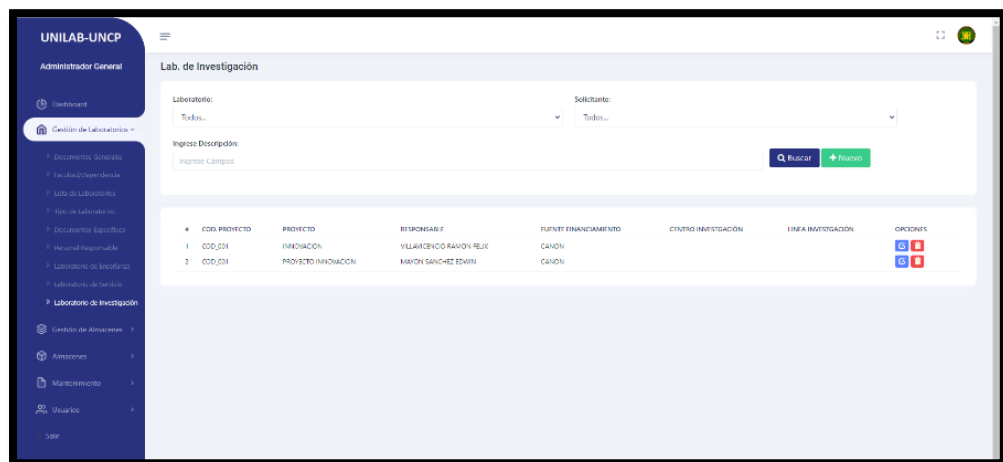 UNILAB-UNCP
Administrador General
Dashboard
Gestión de Laboratorios
Documentos Generales
Facultad/dependencia
Lista de Laboratorios
Tipo de Laboratorios
Documentos Específicos
Personal Responsable
Laboratorio de Enseñanza
Laboratorio de Servicio
Laboratorio de Investigación
Gestión de Almacenes
Almacenes
Mantenimiento
Usuarios
Salir
Lab. de Investigación
Laboratorio: Solicitante:
Todos... Todos...
Ingrese Descripción:
Ingrese Campos Buscar Nuevo
# COD. PROYECTO PROYECTO RESPONSABLE FUENTE FINANCIAMIENTO CENTRO INVESTGACIÓN LINEA INVESTGACIÓN OPCIONES
1 COD_001 INNOVACION VILLAVICENCIO RAMON FELIX CANON
2 COD_001 PROYECTO INNOVACION MAYON SANCHEZ EDWIN CANON